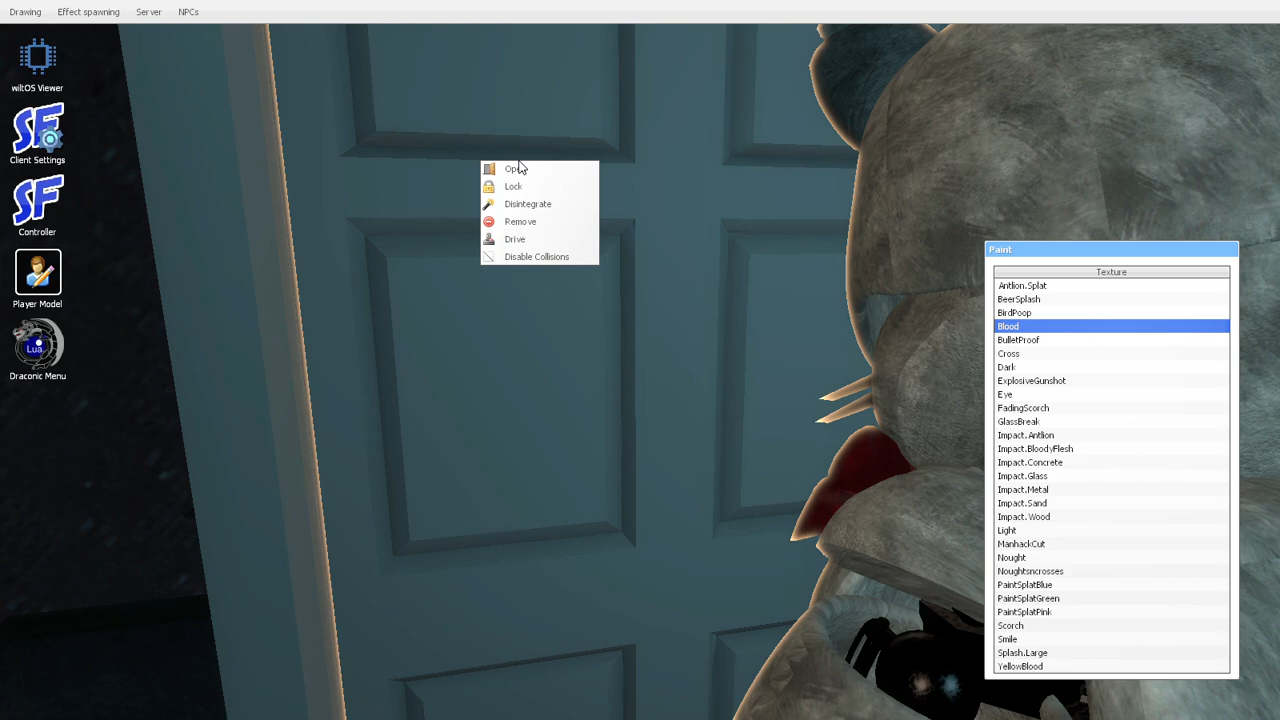 Drawing Effect spawning Server NPCs
wiltOS Viewer
SF
Client Settings
SF
Controller
Player Model
Lua
Draconic Menu
Lock
Disintegrate
Remove
Drive
Disable Collisions
Paint
Texture
Antlion.Splat
BeerSplash
BirdPoop
Blood
BulletProof
Cross
Dark
ExplosiveGunshot
Eye
FadingScorch
GlassBreak
Impact.Antlion
Impact.BloodyFlesh
Impact.Concrete
Impact.Glass
Impact.Metal
Impact.Sand
Impact.Wood
Light
ManhackCut
Nought
Noughtsncrosses
PaintSplatBlue
PaintSplatGreen
PaintSplatPink
Scorch
Smile
Splash.Large
YellowBlood